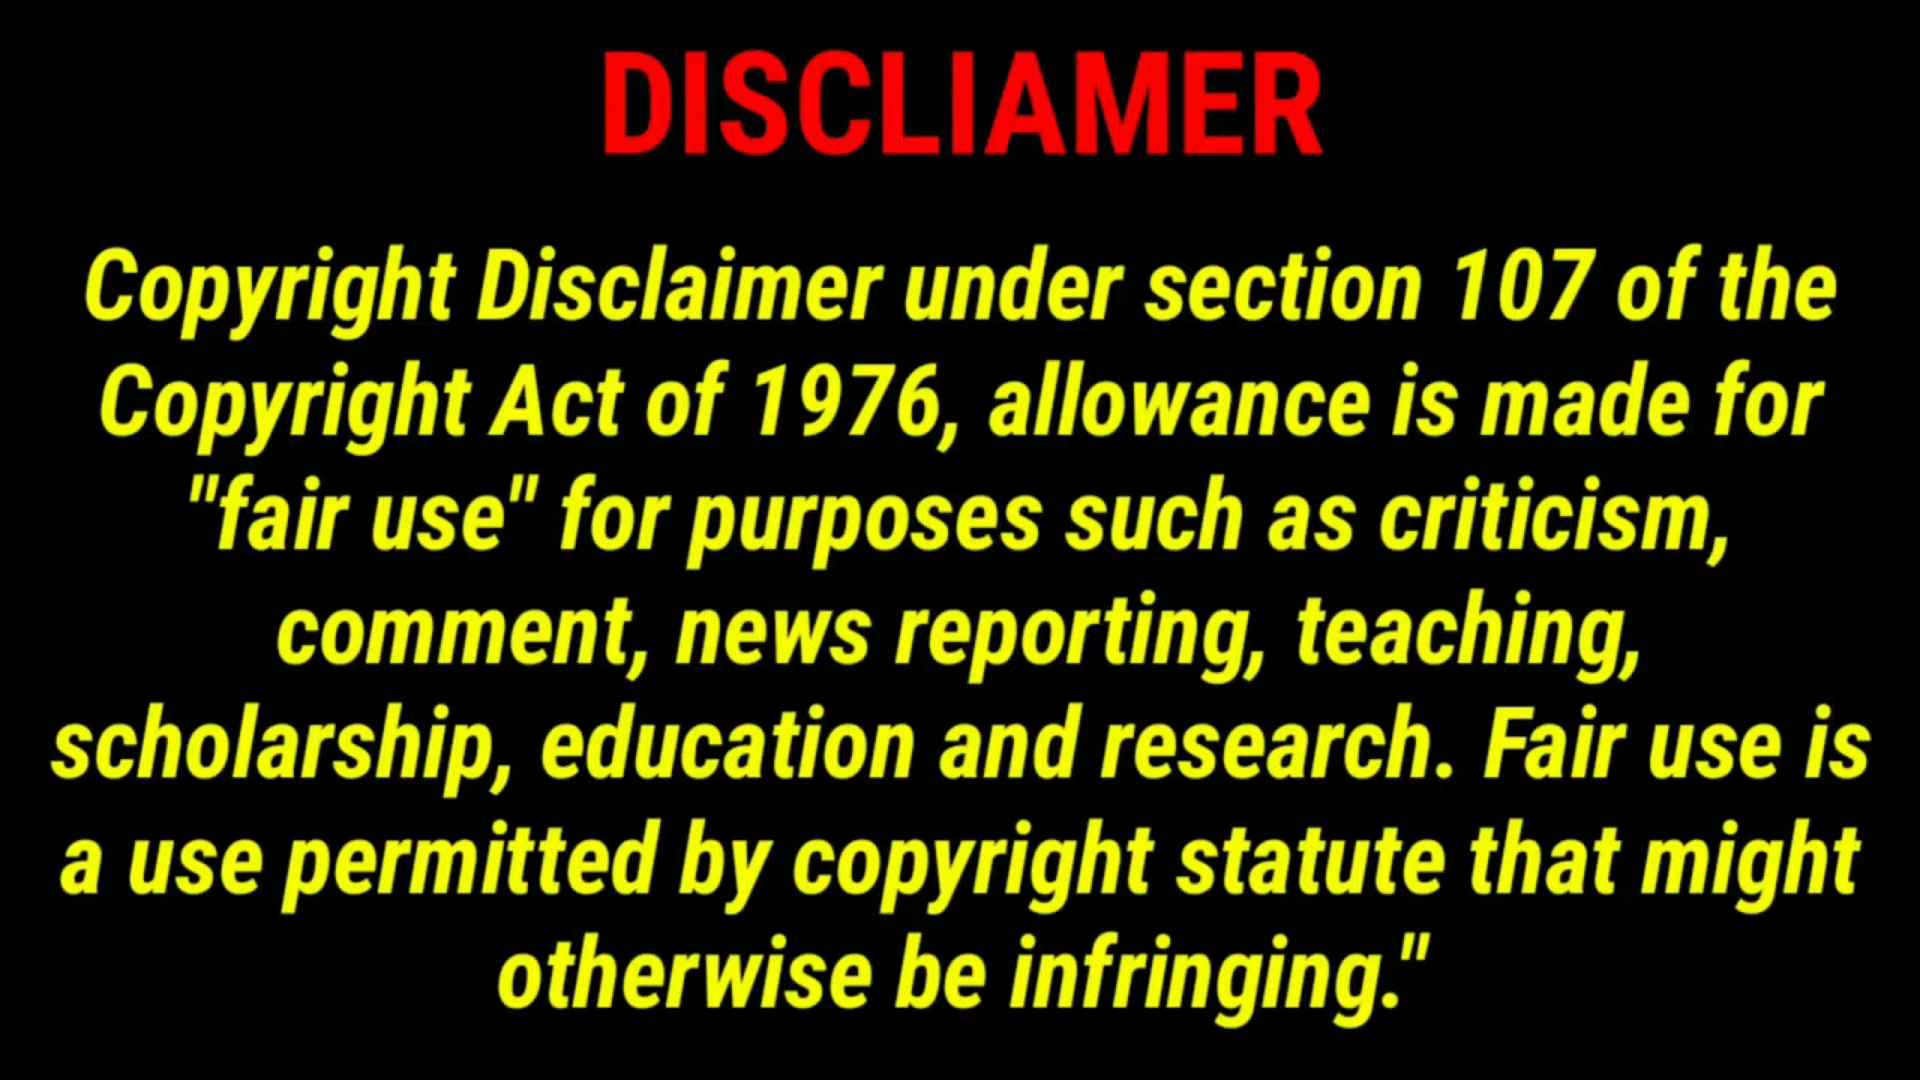 DISCLIAMER
Copyright Disclaimer under section 107 of the
Copyright Act of 1976, allowance is made for
"fair use" for purposes such as criticism,
comment, news reporting, teaching,
scholarship, education and research. Fair use is
a use permitted by copyright statute that might
otherwise be infringing."